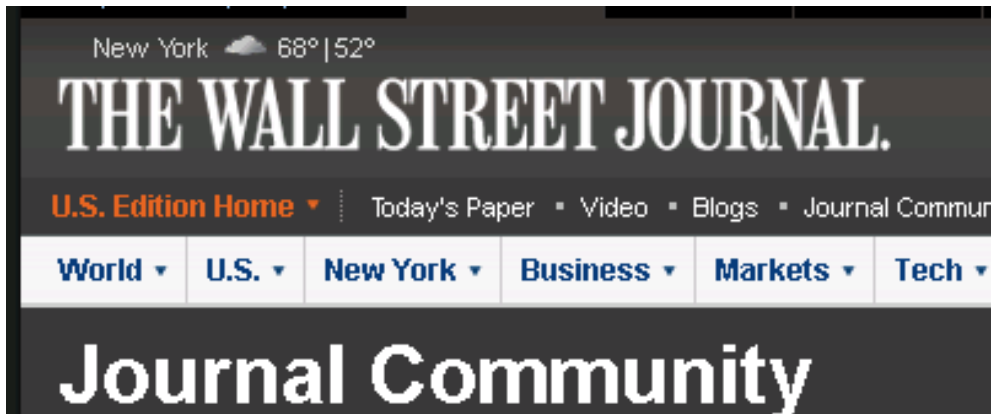 New York 68°|52°
THE WALL STREET JOURNAL.
U.S. Edition Home Today's Paper ▪ Video ▪ Blogs ▪ Journal Commun
World U.S. New York Business Markets Tech
Journal Community